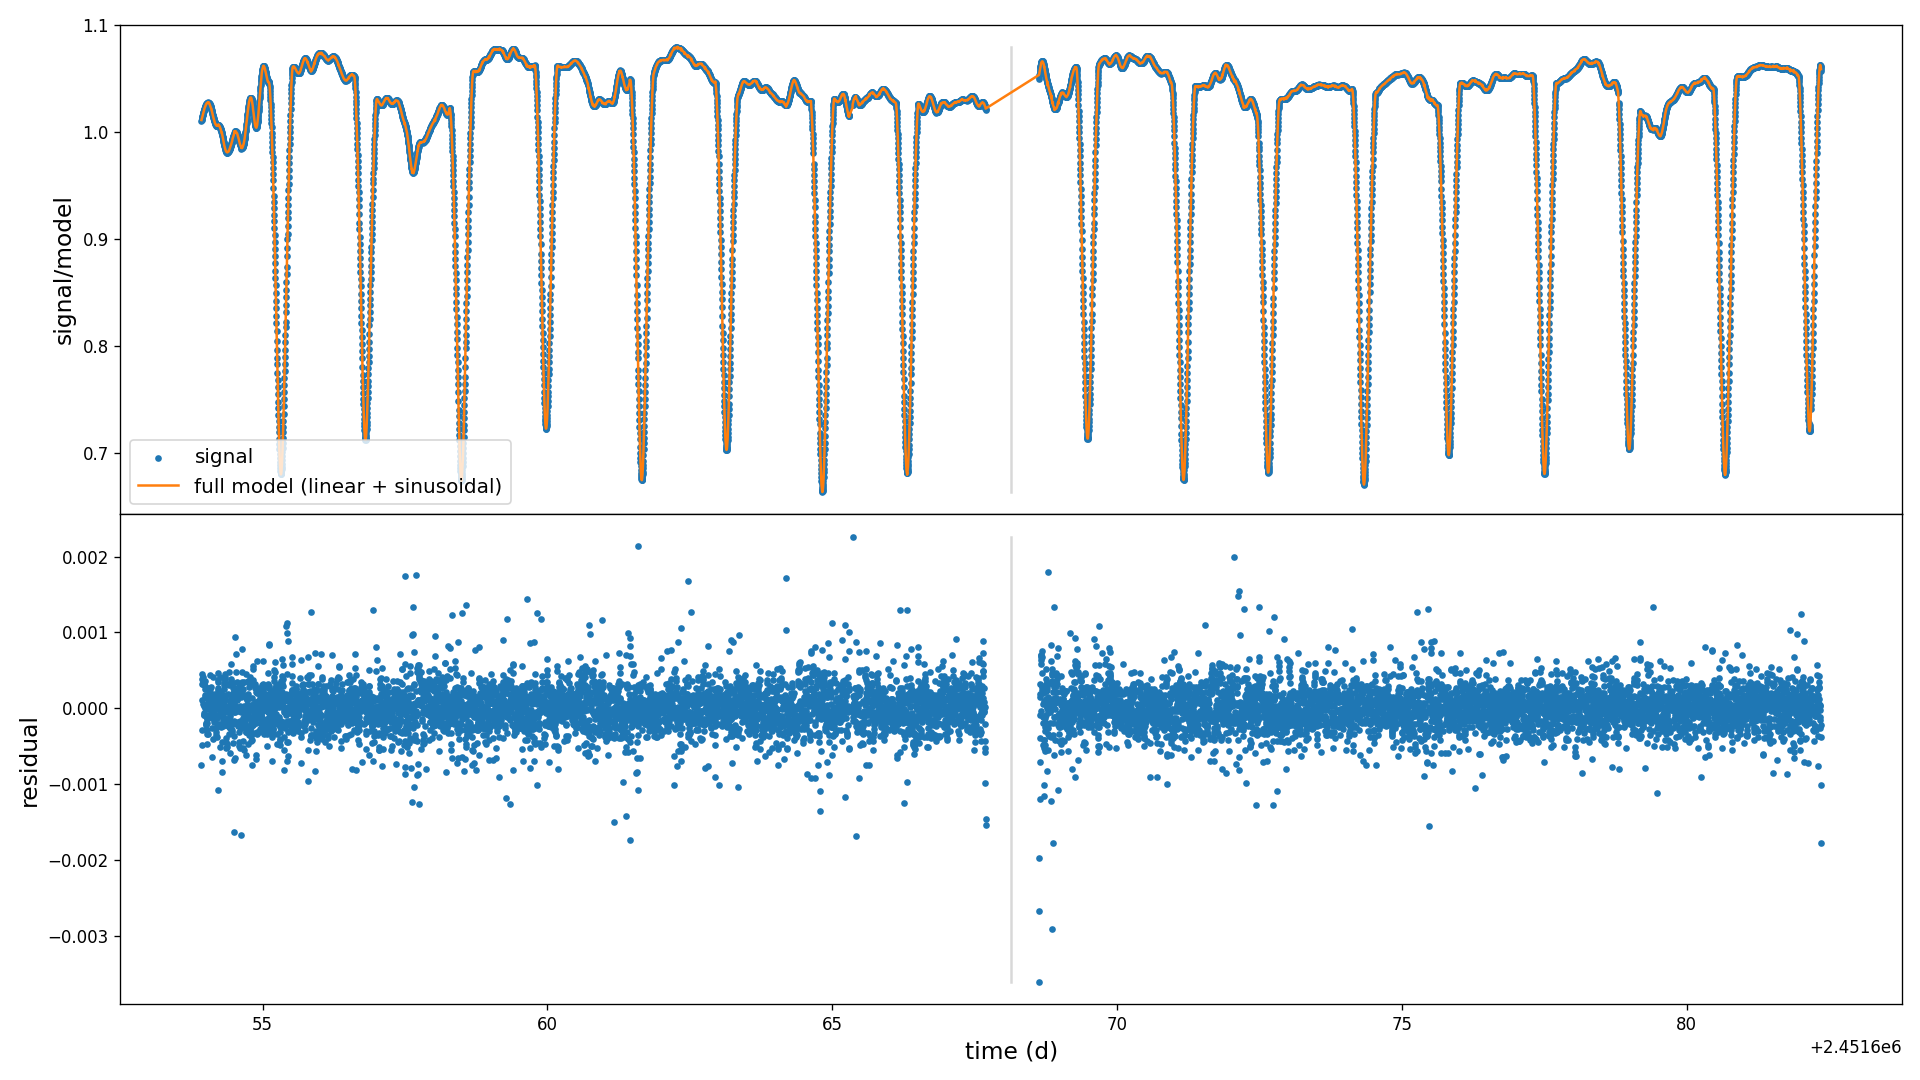 1.1
1.0
0.9
0.8
0.7
signal/model
signal
full model (linear + sinusoidal)
0.002
0.001
0.000
−0.001
−0.002
−0.003
residual
55
60
65
70
75
80
time (d)
+2.4516e6